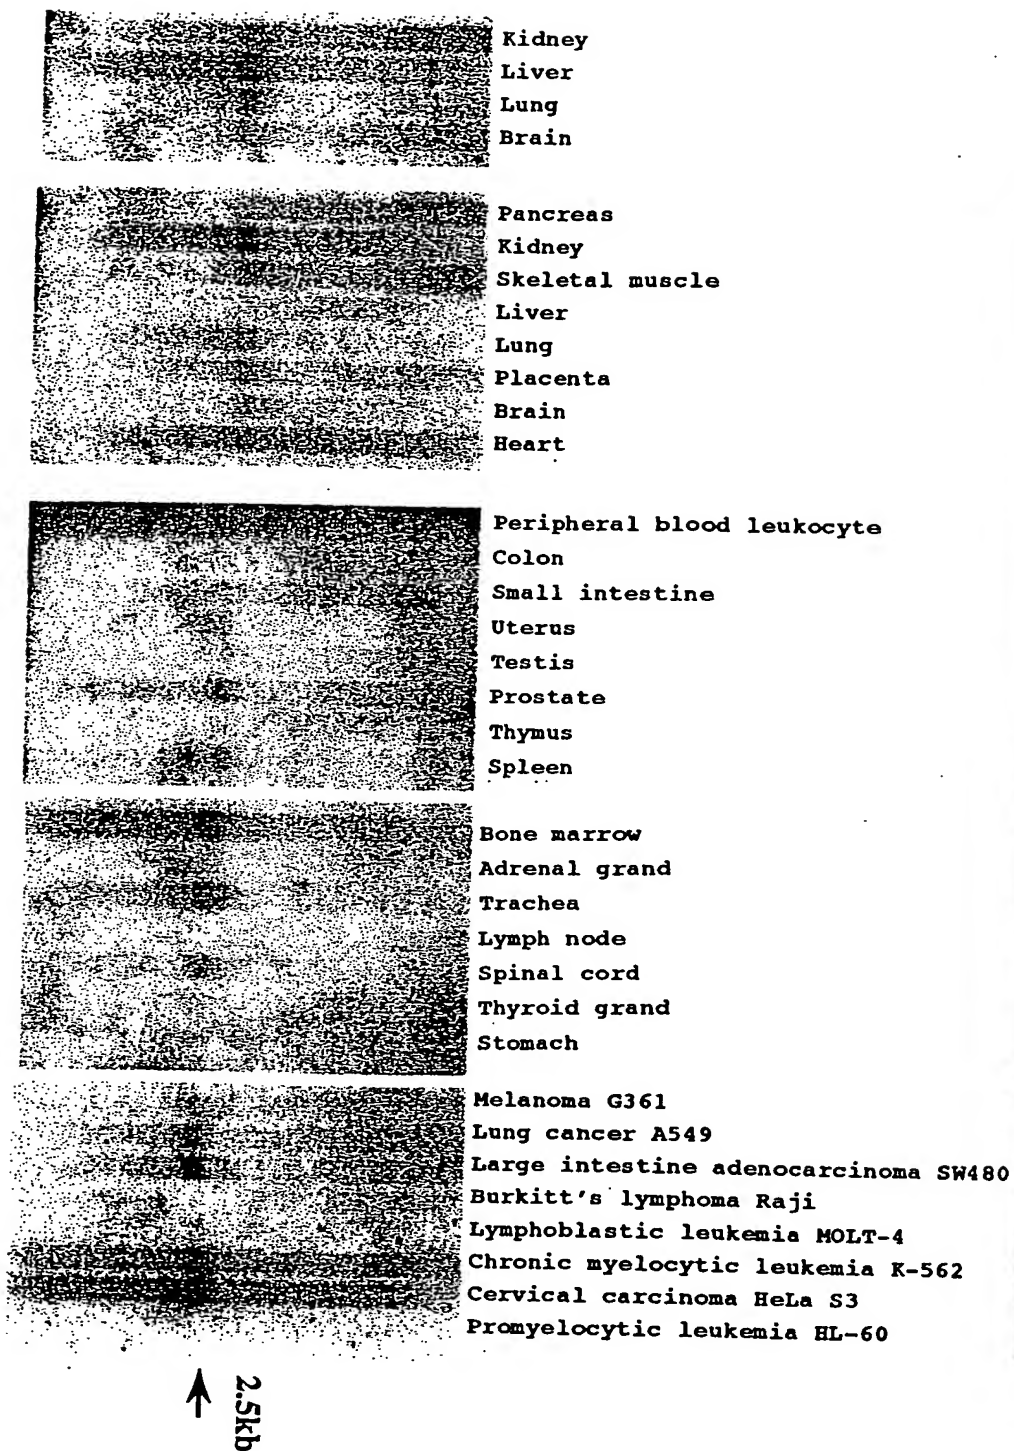 Kidney
Liver
Lung
Brain
Pancreas
Kidney
Skeletal muscle
Liver
Lung
Placenta
Brain
Heart
Peripheral blood leukocyte
Colon
Small intestine
Uterus
Testis
Prostate
Thymus
Spleen
Bone marrow
Adrenal grand
Trachea
Lymph node
Spinal cord
Thyroid grand
Stomach
Melanoma G361
Lung cancer A549
Large intestine adenocarcinoma SW480
Burkitt's lymphoma Raji
Lymphoblastic leukemia MOLT-4
Chronic myelocytic leukemia K-562
Cervical carcinoma HeLa S3
Promyelocytic leukemia HL-60
2.5kb